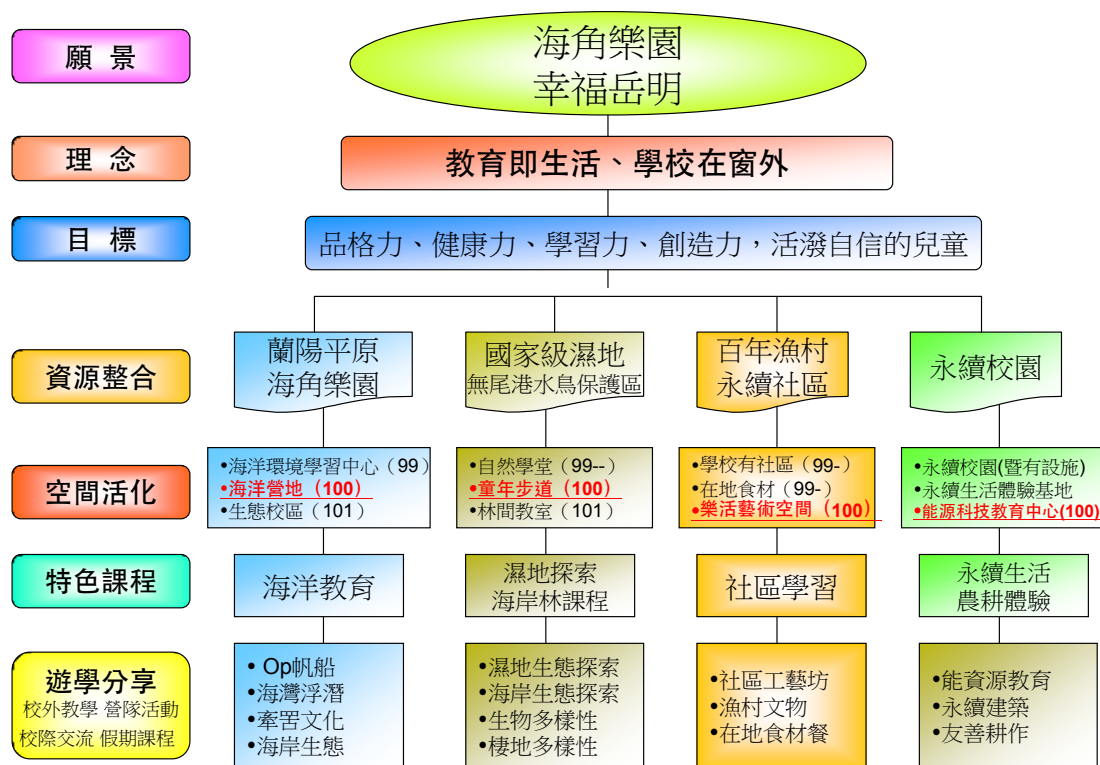 願 景
海角樂園
幸福岳明
理 念
教育即生活、學校在窗外
目 標
品格力、健康力、學習力、創造力，活潑自信的兒童
資源整合
蘭陽平原
海角樂園
國家級濕地
無尾港水鳥保護區
百年漁村
永續社區
永續校園
空間活化
•海洋環境學習中心（99）
•海洋營地（100）
•生態校區（101）
•自然學堂（99--）
•童年步道（100）
•林間教室（101）
•學校有社區（99-）
•在地食材（99-）
•樂活藝術空間（100）
•永續校園(暨有設施)
•永續生活體驗基地
•能源科技教育中心(100)
特色課程
海洋教育
濕地探索
海岸林課程
社區學習
永續生活
農耕體驗
遊學分享
校外教學 營隊活動
校際交流 假期課程
• Op帆船
•海灣浮潛
•牽罟文化
•海岸生態
•濕地生態探索
•海岸生態探索
•生物多樣性
•棲地多樣性
•社區工藝坊
•漁村文物
•在地食材餐
•能資源教育
•永續建築
•友善耕作